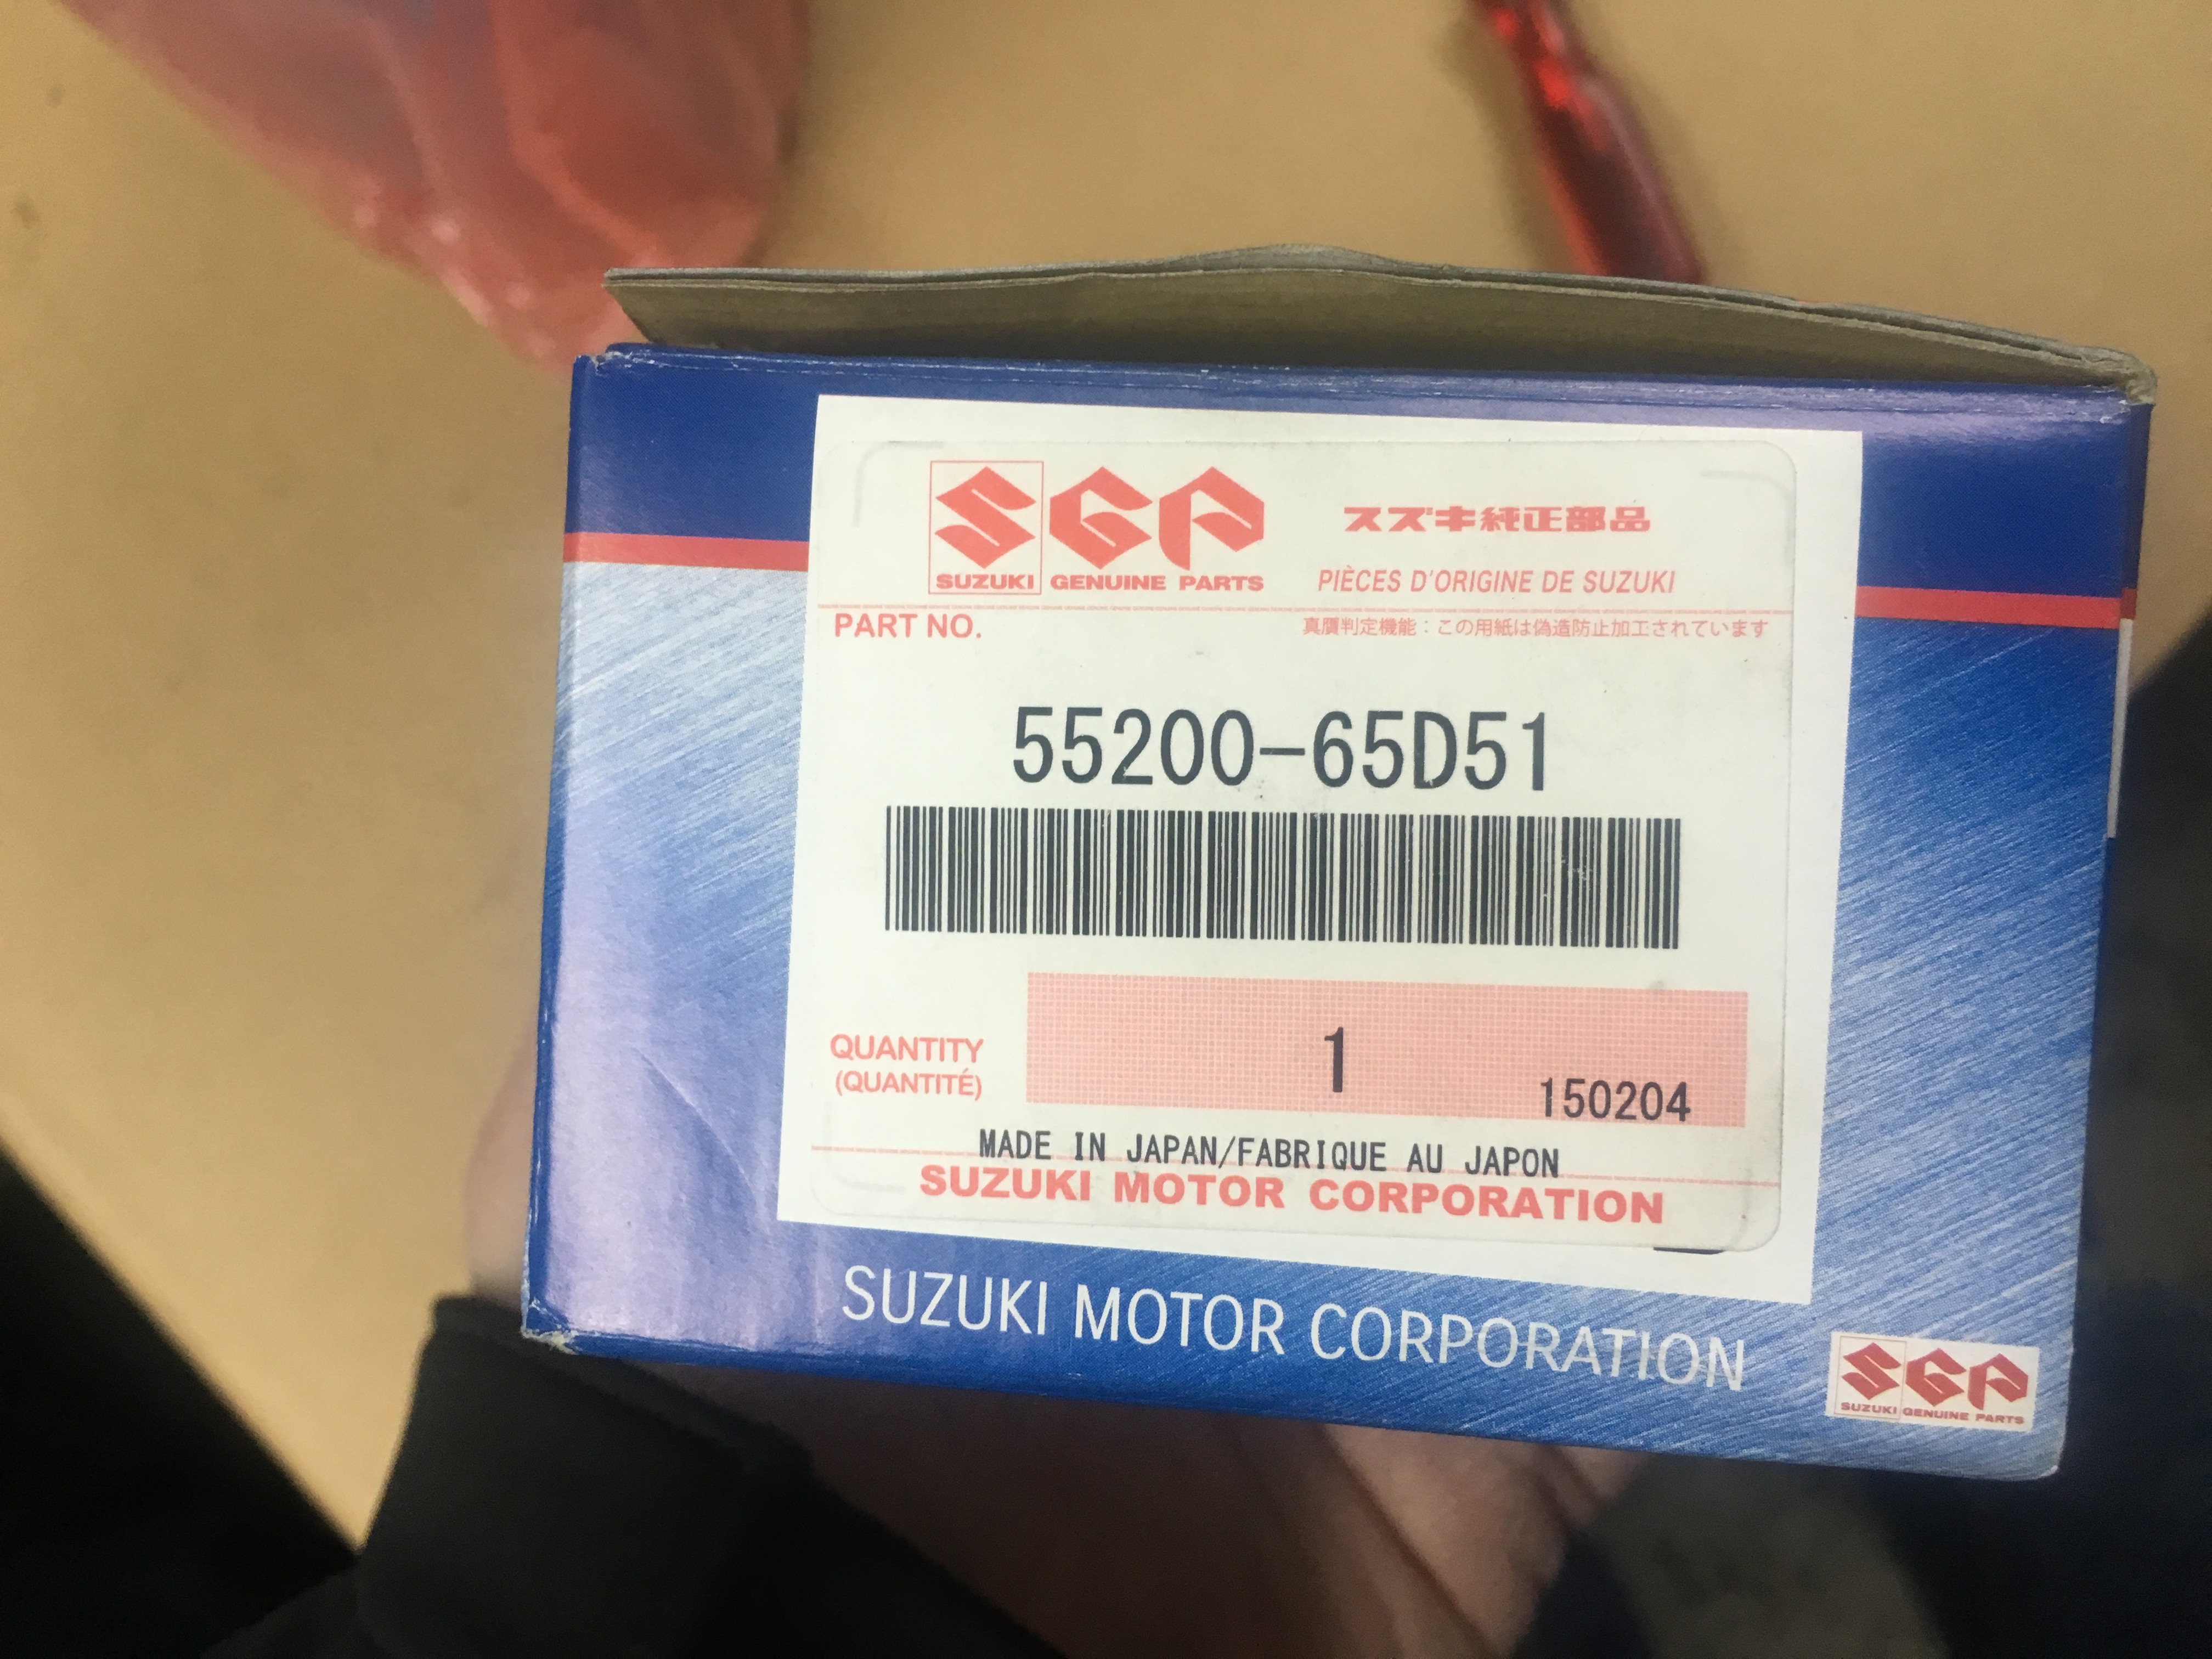 SGP
スズキ純正部品
SUZUKI GENUINE PARTS
PIÈCES D'ORIGINE DE SUZUKI
PART NO.
真贋判定機能：この用紙は偽造防止加工されています
55200-65D51
QUANTITY
(QUANTITÉ)
1
150204
MADE IN JAPAN/FABRIQUE AU JAPON
SUZUKI MOTOR CORPORATION
SUZUKI MOTOR CORPORATION
SGP
SUZUKI GENUINE PARTS